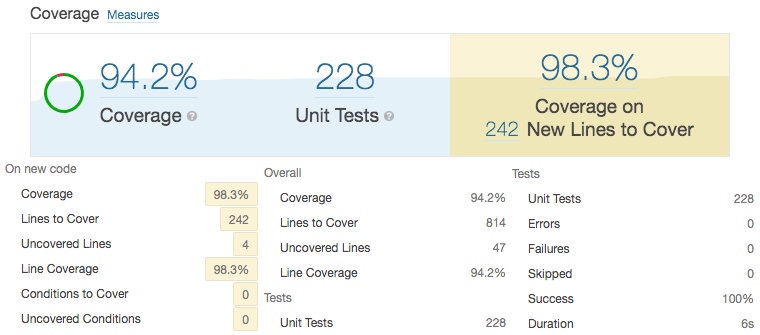 Coverage Measures
94.2%
Coverage ?
228
Unit Tests ?
98.3%
Coverage on
242 New Lines to Cover
On new code
Coverage 98.3%
Lines to Cover 242
Uncovered Lines 4
Line Coverage 98.3%
Conditions to Cover 0
Uncovered Conditions 0
Overall
Coverage 94.2%
Lines to Cover 814
Uncovered Lines 47
Line Coverage 94.2%
Tests
Unit Tests 228
Tests
Unit Tests 228
Errors 0
Failures 0
Skipped 0
Success 100%
Duration 6s